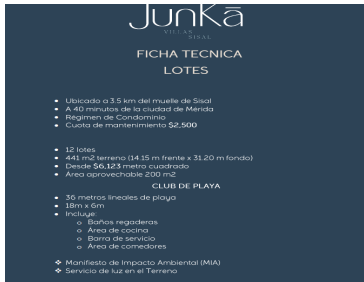 JUNKĀ
VILLAS
SISAL
FICHA TECNICA
LOTES
• Ubicado a 3.5 km del muelle de Sisal
• A 40 minutos de la ciudad de Mérida
• Régimen de Condominio
• Cuota de mantenimiento $2,500
• 12 lotes
• 441 m2 terreno (14.15 m frente x 31.20 m fondo)
• Desde $6,123 metro cuadrado
• Área aprovechable 200 m2
CLUB DE PLAYA
• 36 metros lineales de playa
• 18m x 6m
• Incluye:
o Baños regaderas
o Área de cocina
o Barra de servicio
o Área de comedores
❖ Manifiesto de Impacto Ambiental (MIA)
❖ Servicio de luz en el Terreno